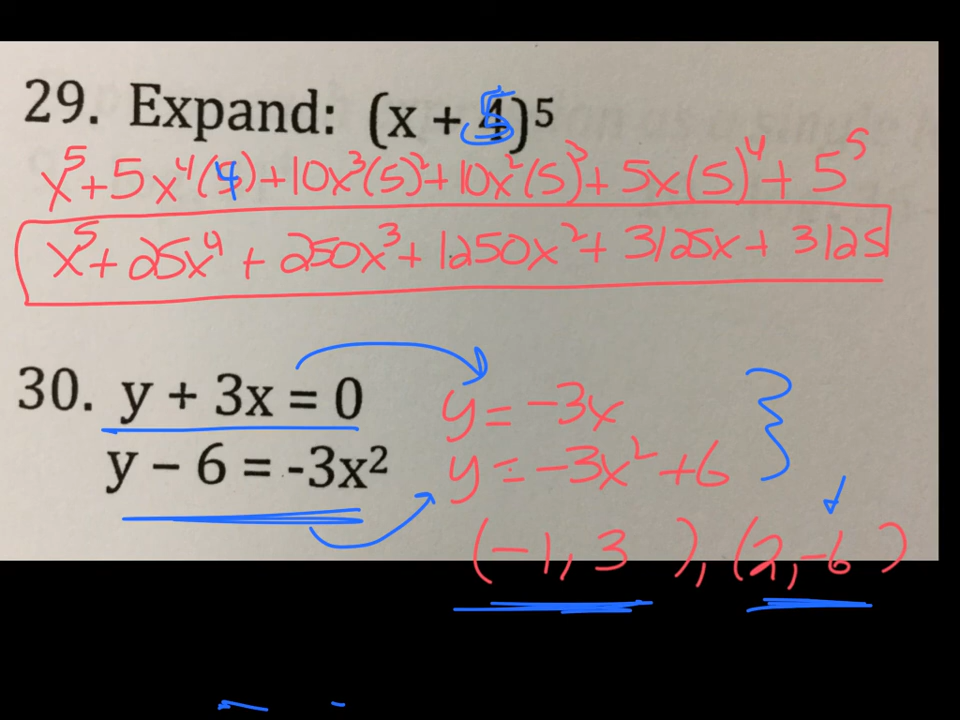 29. Expand: (x + 5)⁵
x⁵ + 5x⁴(4) + 10x³(5)² + 10x²(5)³ + 5x(5)⁴ + 5⁵
x⁵ + 25x⁴ + 250x³ + 1250x² + 3125x + 3125
30. y + 3x = 0
y = -3x
y – 6 = -3x²
y = -3x² + 6
(-1, 3), (2, -6)